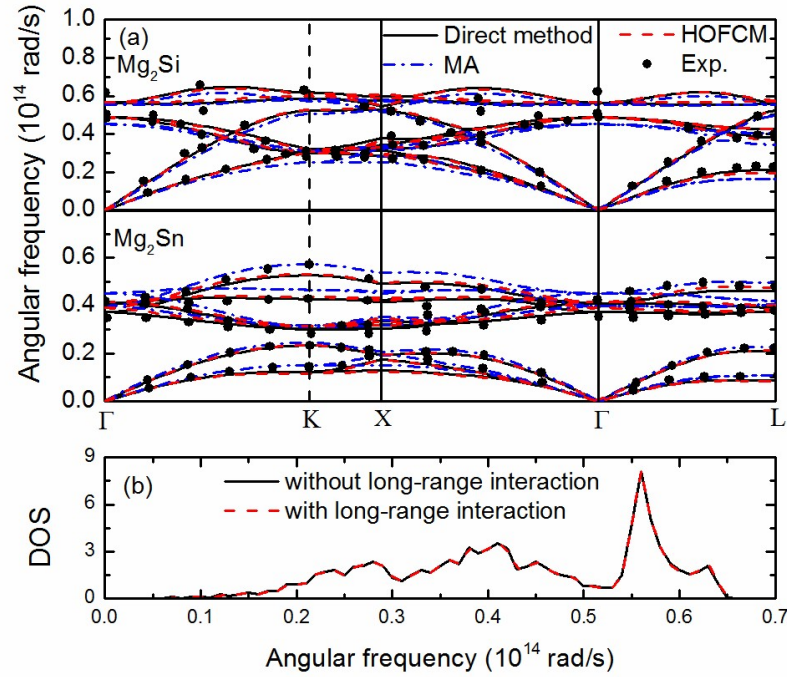 (a)
Direct method
HOFCM
MA
Exp.
Mg2Si
1.0
0.8
0.6
0.4
0.2
0.0
Mg2Sn
0.6
0.4
0.2
0.0
Angular frequency (10^14 rad/s)
Γ K X Γ L
(b)
without long-range interaction
with long-range interaction
DOS
9
6
3
0
0.0 0.1 0.2 0.3 0.4 0.5 0.6 0.7
Angular frequency (10^14 rad/s)